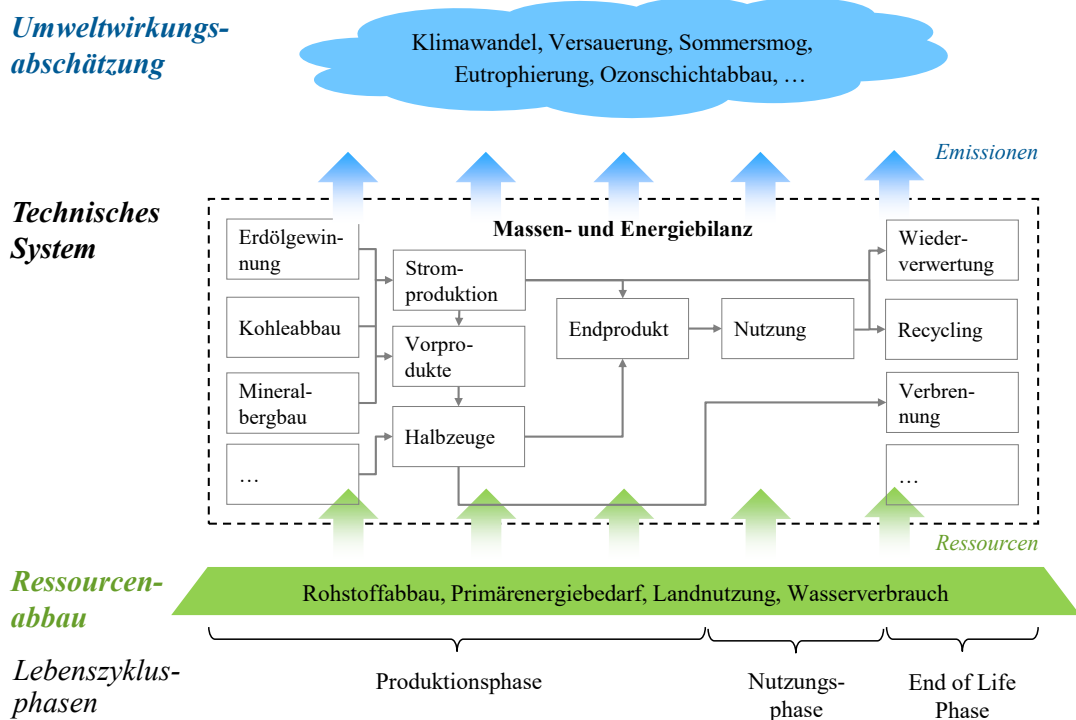 Umweltwirkungs-
abschätzung
Klimawandel, Versauerung, Sommersmog,
Eutrophierung, Ozonschichtabbau, …
Emissionen
Technisches
System
Massen- und Energiebilanz
Erdölgewin-
nung
Kohleabbau
Mineral-
bergbau
…
Strom-
produktion
Vorpro-
dukte
Halbzeuge
Endprodukt
Nutzung
Wieder-
verwertung
Recycling
Verbren-
nung
…
Ressourcen
Ressourcen-
abbau
Rohstoffabbau, Primärenergiebedarf, Landnutzung, Wasserverbrauch
Lebenszyklus-
phasen
Produktionsphase
Nutzungs-
phase
End of Life
Phase